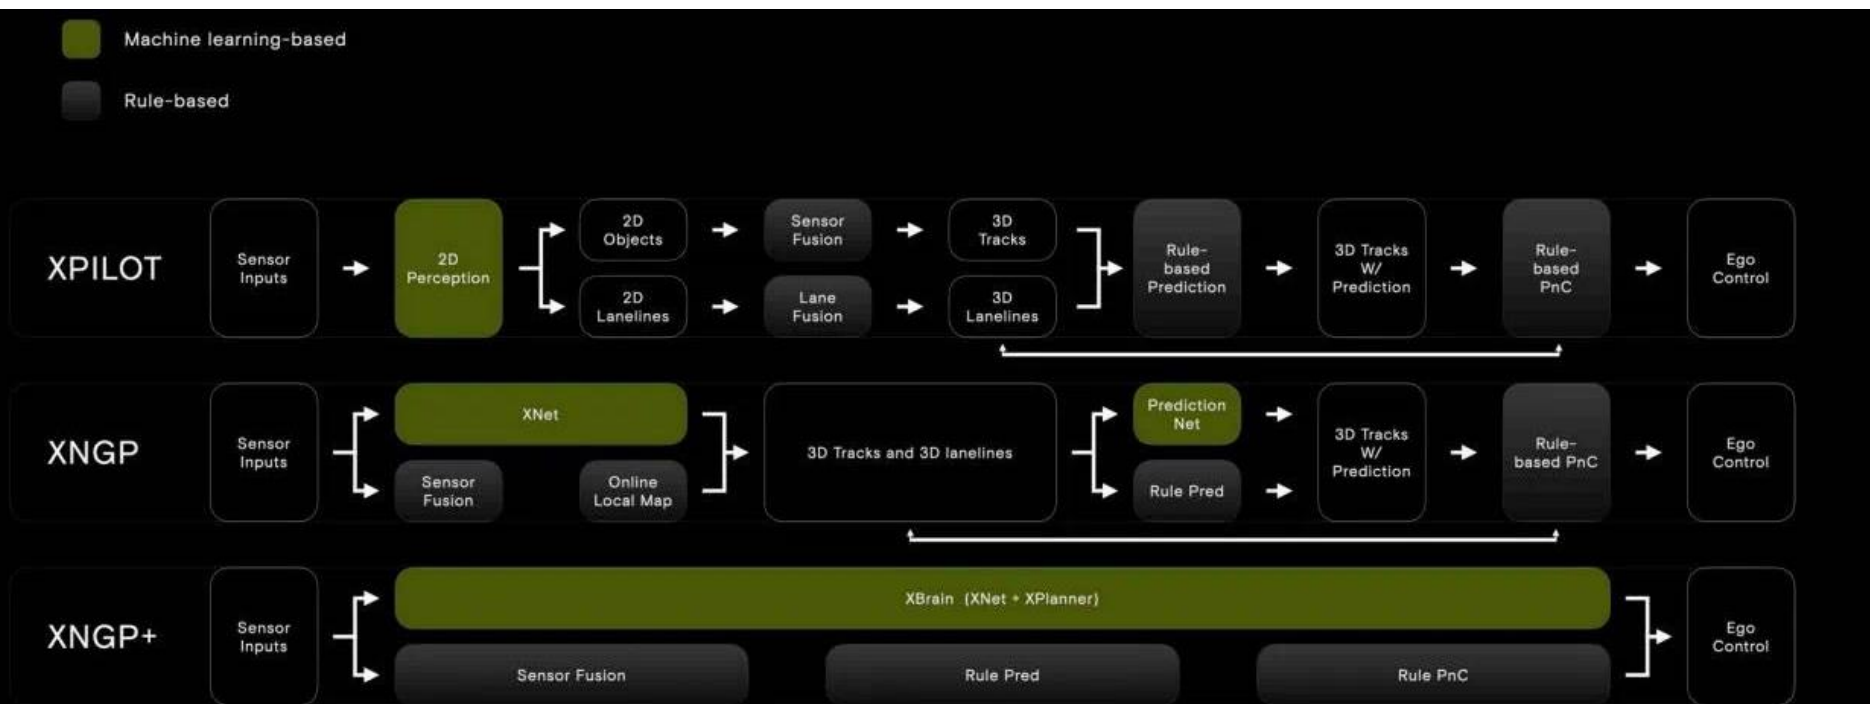 Machine learning-based
Rule-based
XPILOT
Sensor
Inputs
2D
Perception
2D
Objects
2D
Lanelines
Sensor
Fusion
Lane
Fusion
3D
Tracks
3D
Lanelines
Rule-
based
Prediction
3D Tracks
W/
Prediction
Rule-
based
PnC
Ego
Control
XNGP
Sensor
Inputs
XNet
Sensor
Fusion
Online
Local Map
3D Tracks and 3D lanelines
Prediction
Net
Rule Pred
3D Tracks
W/
Prediction
Rule-
based PnC
Ego
Control
XNGP+
Sensor
Inputs
XBrain (XNet + XPlanner)
Sensor Fusion
Rule Pred
Rule PnC
Ego
Control